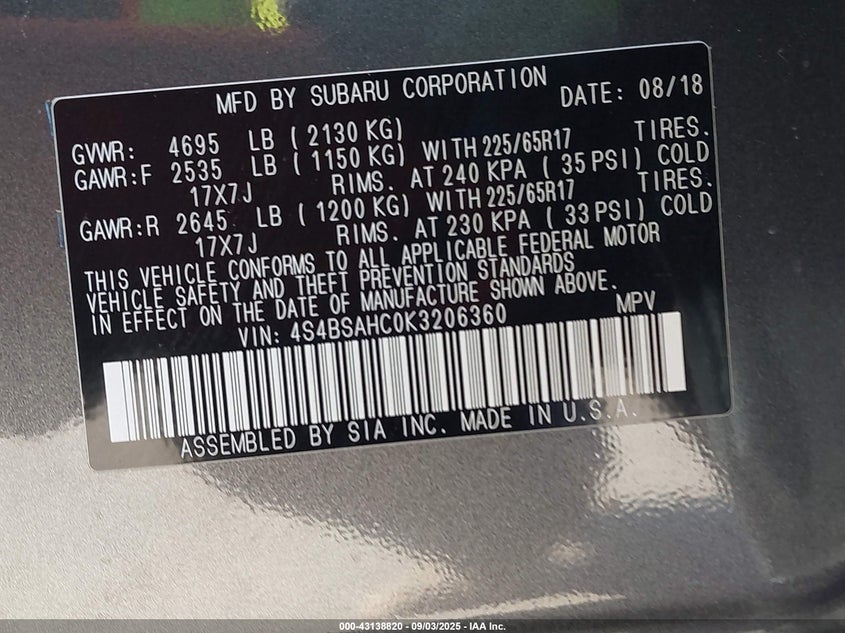 MFD BY SUBARU CORPORATION DATE: 08/18
GVWR: 4695 LB ( 2130 KG)
GAWR:F 2535 LB ( 1150 KG) WITH 225/65R17 TIRES.
17X7J RIMS. AT 240 KPA ( 35 PSI) COLD
GAWR:R 2645 LB ( 1200 KG) WITH 225/65R17 TIRES.
17X7J RIMS. AT 230 KPA ( 33 PSI) COLD
THIS VEHICLE CONFORMS TO ALL APPLICABLE FEDERAL MOTOR
VEHICLE SAFETY AND THEFT PREVENTION STANDARDS
IN EFFECT ON THE DATE OF MANUFACTURE SHOWN ABOVE.
VIN: 4S4BSAHC0K3206360 MPV
ASSEMBLED BY SIA INC. MADE IN U.S.A.
000-43138820 - 09/03/2025 - IAA Inc.